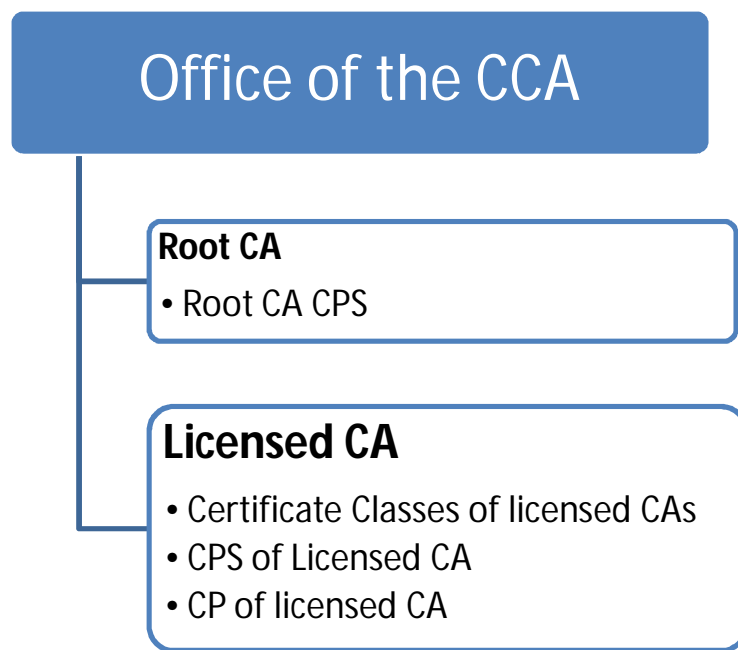 Office of the CCA
Root CA
• Root CA CPS
Licensed CA
• Certificate Classes of licensed CAs
• CPS of Licensed CA
• CP of licensed CA